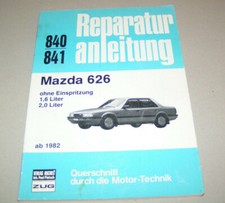 840
841
Reparatur
anleitung
Mazda 626
ohne Einspritzung
1,6 Liter
2,0 Liter
ab 1982
ZUG
Querschnitt
durch die Motor-Technik